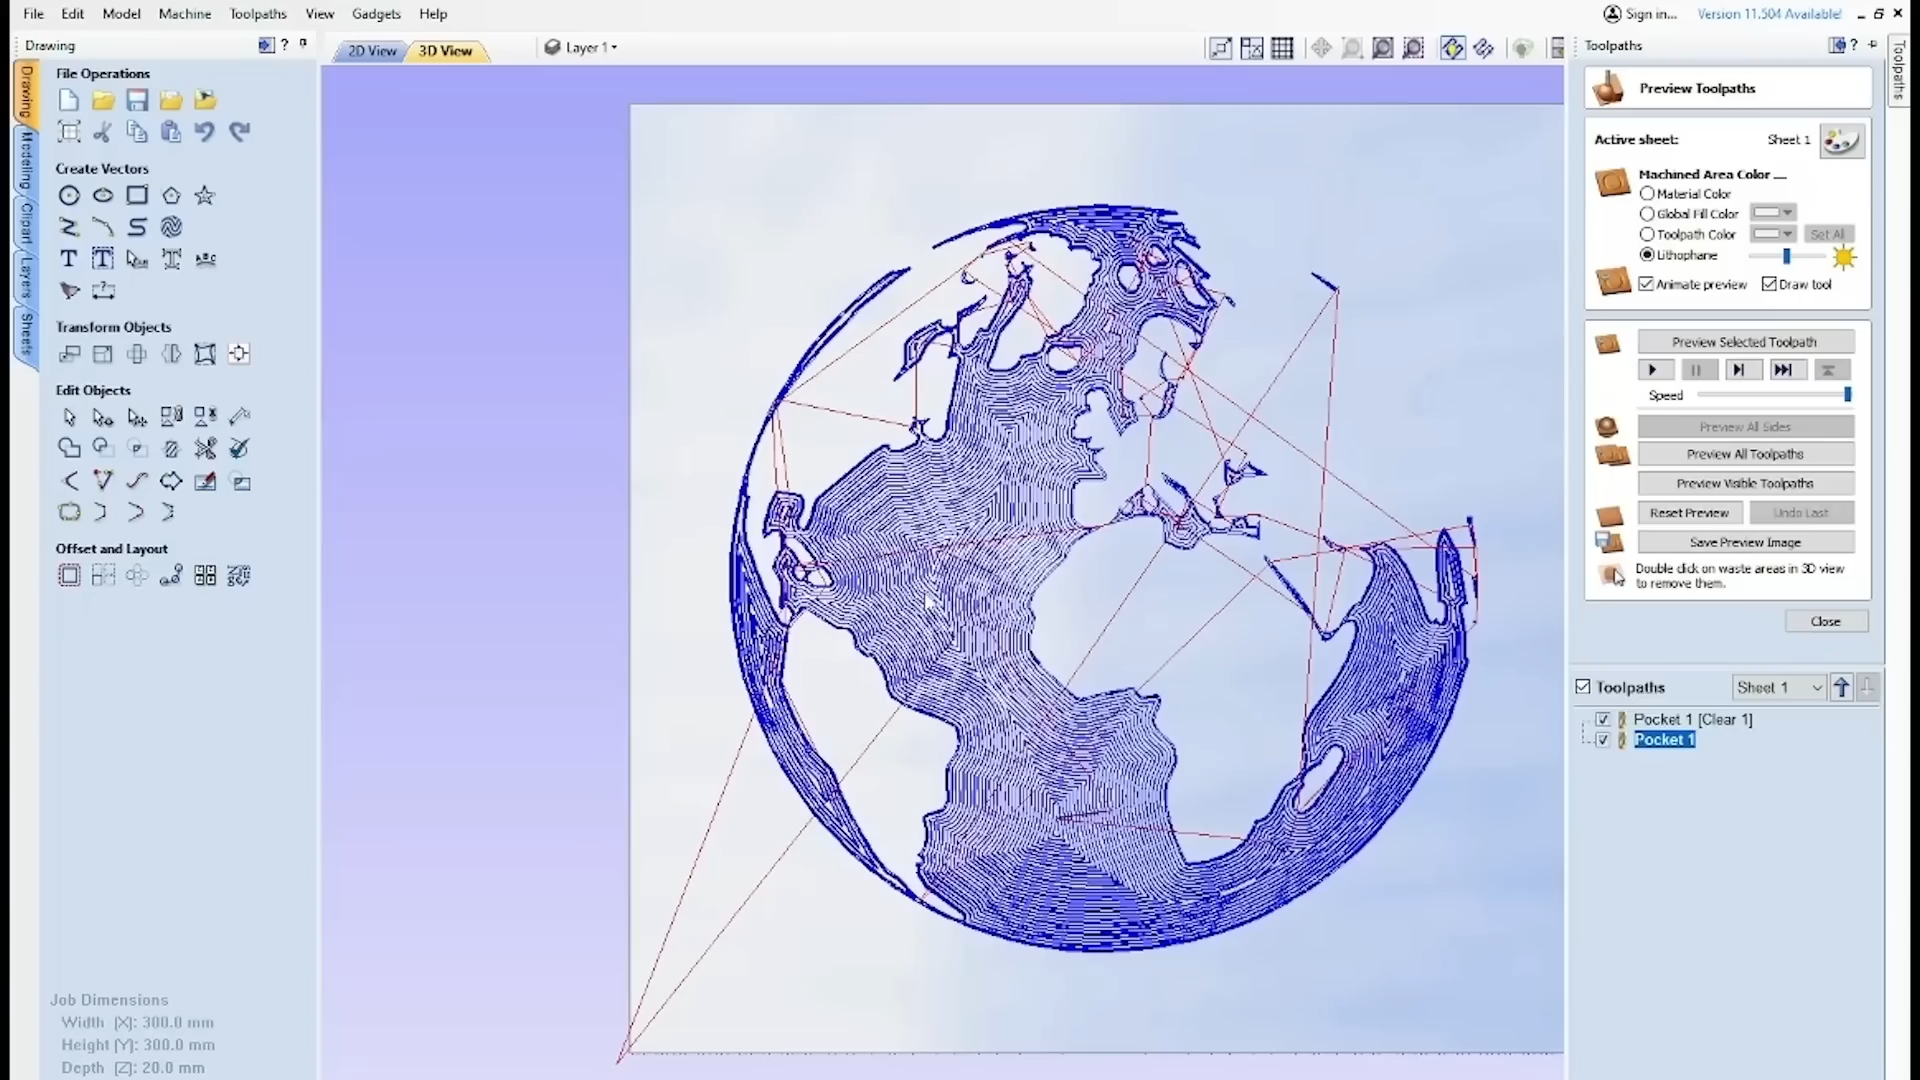 File Edit Model Machine Toolpaths View Gadgets Help
Sign in... Version 11.504 Available!
Drawing
?
2D View
3D View
Layer 1
Toolpaths
?
Toolpaths
Drawing
Modeling
Clipart
Layers
Sheets
File Operations
Create Vectors
Transform Objects
Edit Objects
Offset and Layout
Job Dimensions
Width (X): 300.0 mm
Height (Y): 300.0 mm
Depth (Z): 20.0 mm
Preview Toolpaths
Active sheet: Sheet 1
Machined Area Color ....
Material Color
Global Fill Color
Toolpath Color Set All
Lithophane
Animate preview Draw tool
Preview Selected Toolpath
Speed
Preview All Sides
Preview All Toolpaths
Preview Visible Toolpaths
Reset Preview Undo Last
Save Preview Image
Double click on waste areas in 3D view
to remove them.
Close
Toolpaths Sheet 1
Pocket 1 [Clear 1]
Pocket 1